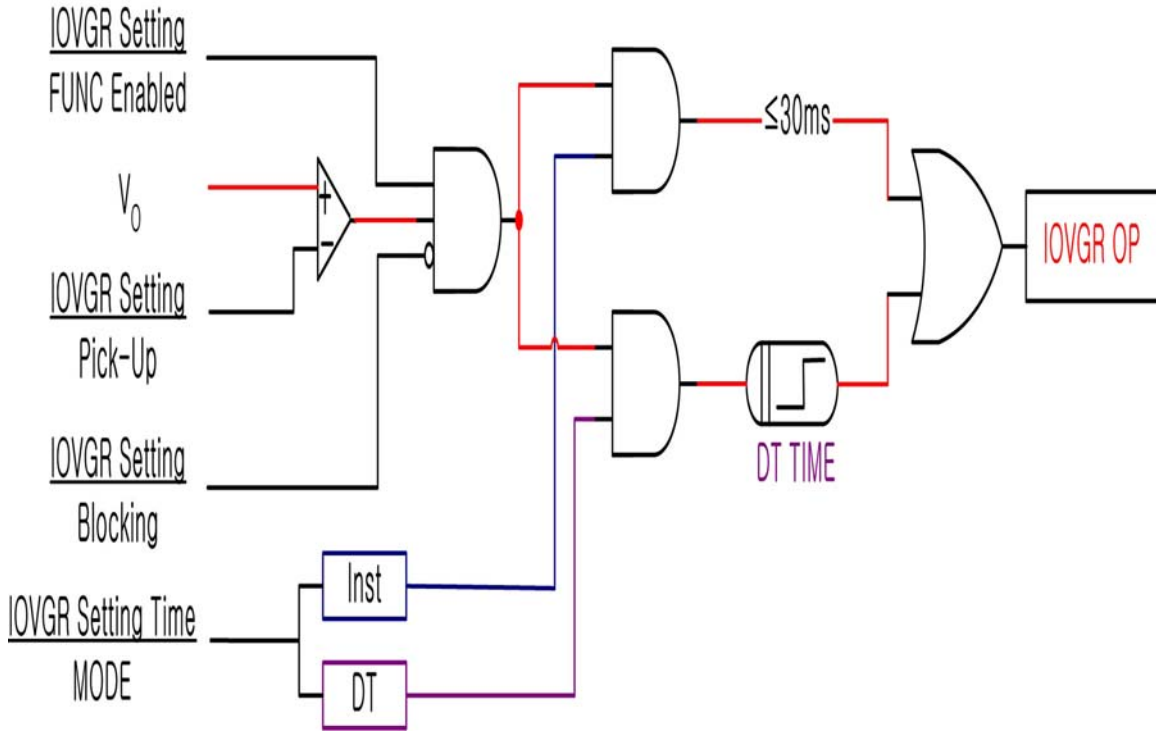 IOVGR Setting
FUNC Enabled
V_O
IOVGR Setting
Pick-Up
IOVGR Setting
Blocking
IOVGR Setting Time
MODE
Inst
DT
+
-
≤30ms
DT TIME
IOVGR OP